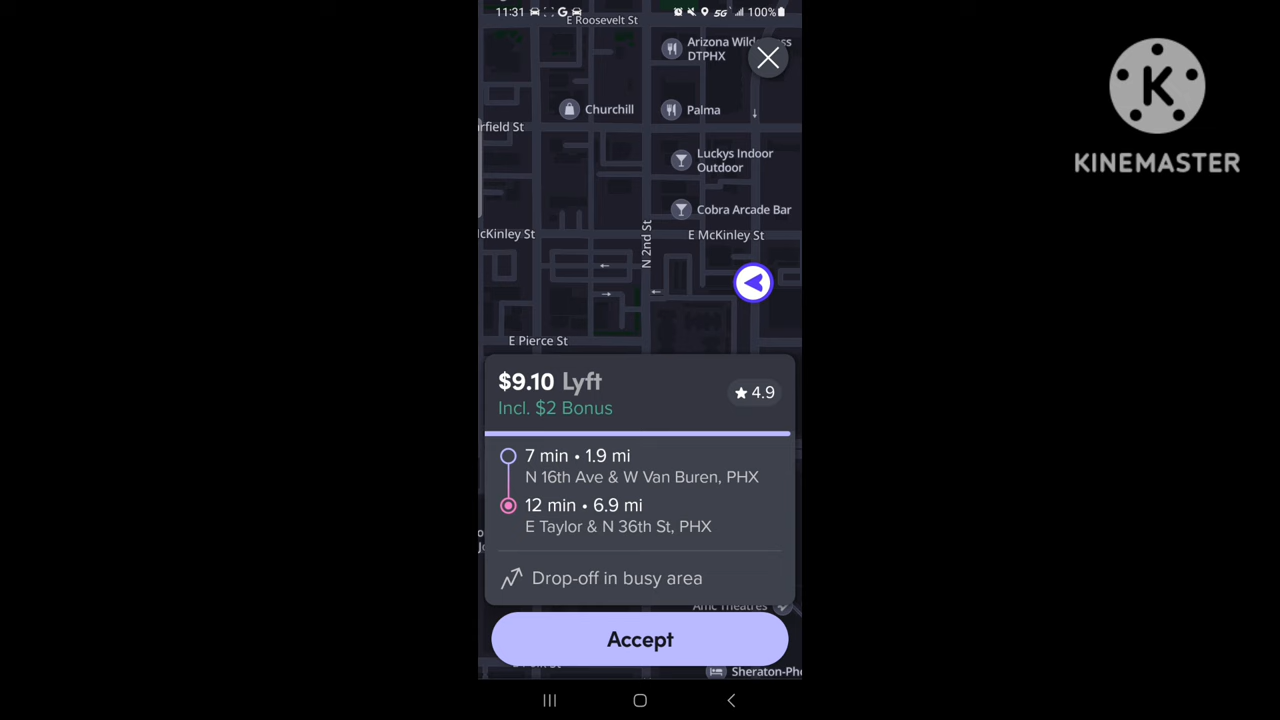 11:31 G 5G 100%
E Roosevelt St
Arizona Wild
DTPHX
Churchill
Palma
rfield St
Luckys Indoor
Outdoor
Cobra Arcade Bar
cKinley St
E McKinley St
N 2nd St
E Pierce St
$9.10 Lyft
4.9
Incl. $2 Bonus
7 min • 1.9 mi
N 16th Ave & W Van Buren, PHX
12 min • 6.9 mi
E Taylor & N 36th St, PHX
Drop-off in busy area
Accept
Sheraton-Pho
K
KINEMASTER